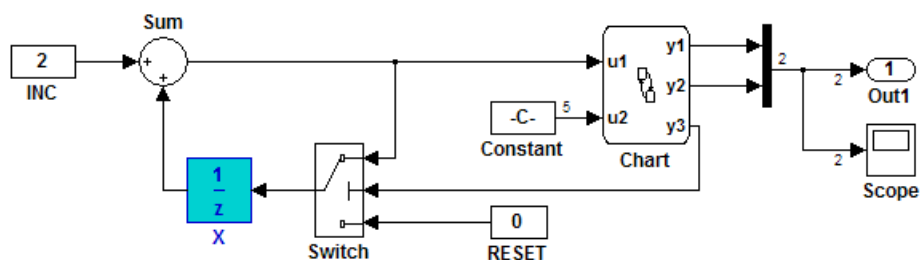 Sum
2
INC
+
+
u1
u2
y1
y2
y3
Chart
-C-
5
Constant
2
2
1
Out1
2
Scope
1
z
X
Switch
0
RESET